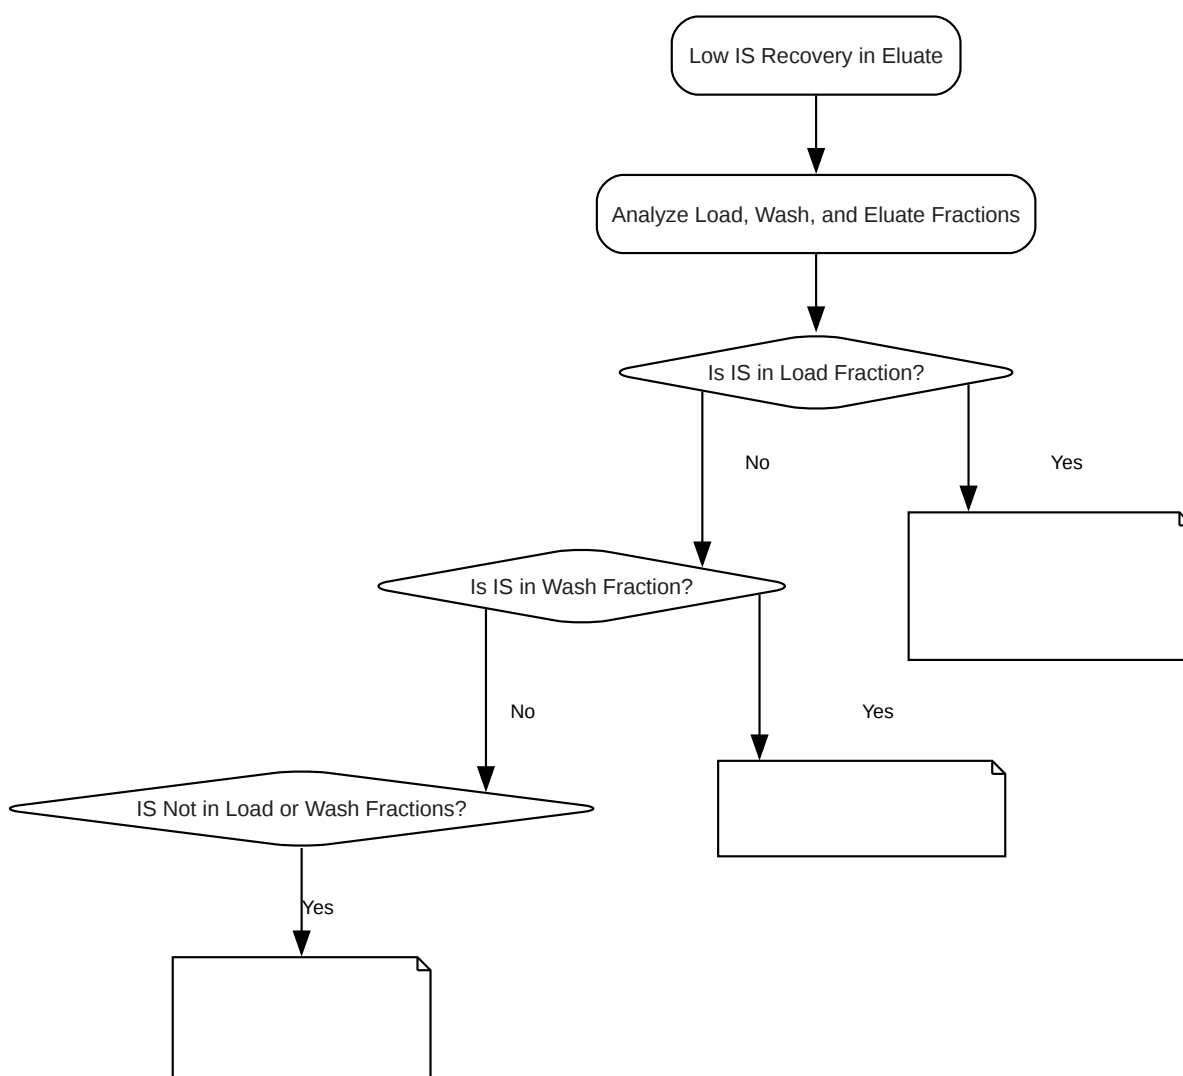 Low IS Recovery in Eluate
Analyze Load, Wash, and Eluate Fractions
Is IS in Load Fraction?
No
Yes
Is IS in Wash Fraction?
No
Yes
IS Not in Load or Wash Fractions?
Yes